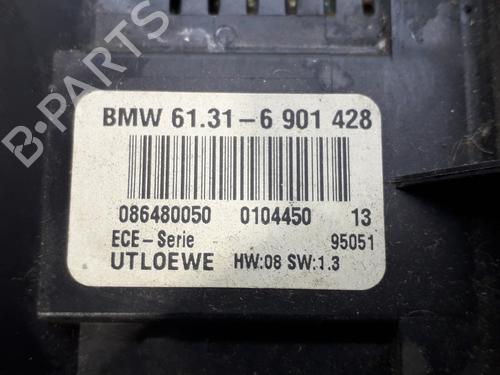 BMW 61.31-6 901 428
086480050 0104450 13
ECE-Serie 95051
UTLOEWE HW:08 SW:1.3
B-PARTS